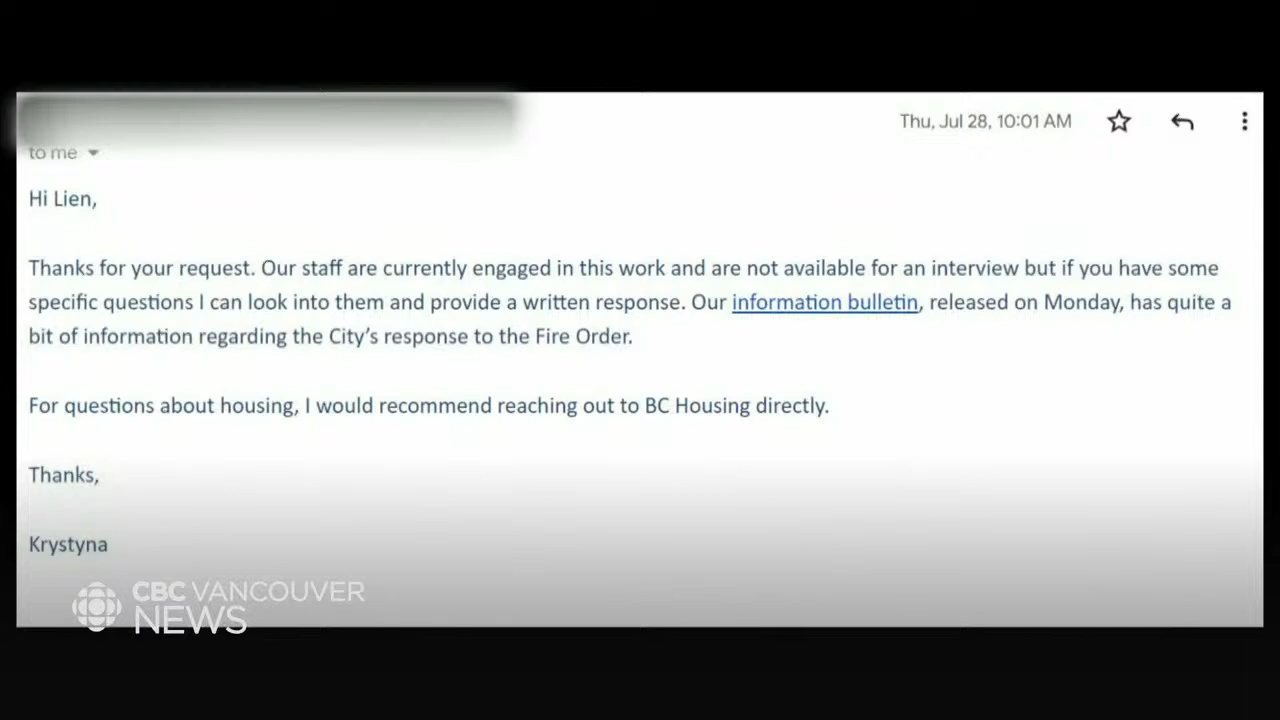 Thu, Jul 28, 10:01 AM
to me
Hi Lien,
Thanks for your request. Our staff are currently engaged in this work and are not available for an interview but if you have some
specific questions I can look into them and provide a written response. Our information bulletin, released on Monday, has quite a
bit of information regarding the City’s response to the Fire Order.
For questions about housing, I would recommend reaching out to BC Housing directly.
Thanks,
Krystyna
CBC VANCOUVER
NEWS